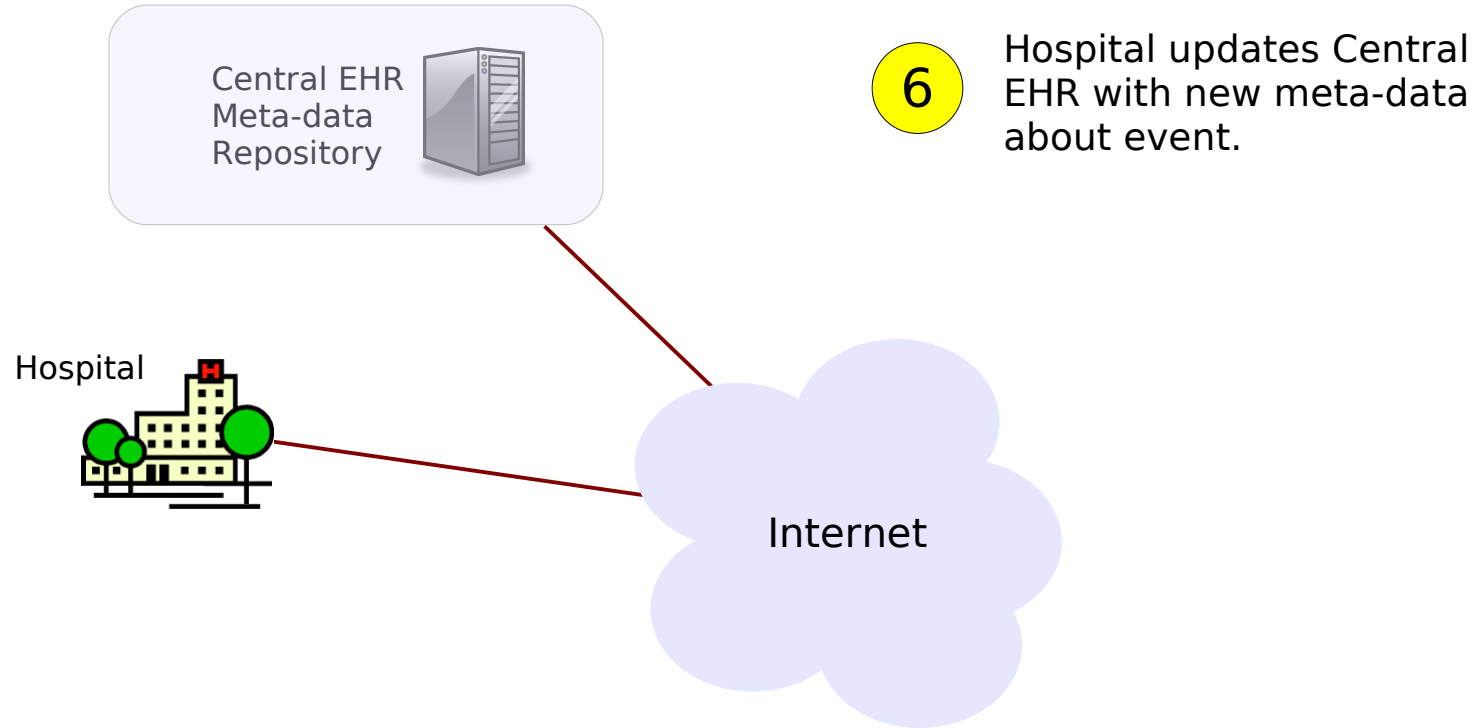 Central EHR
Meta-data
Repository
6
Hospital updates Central
EHR with new meta-data
about event.
Hospital
H
Internet